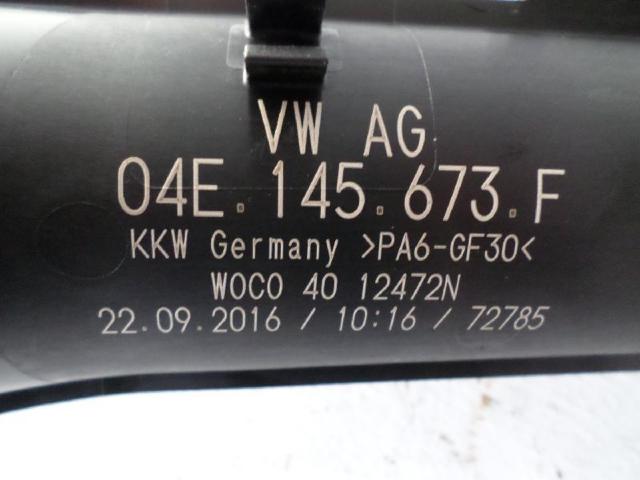 VW AG
04E.145.673.F
KKW Germany >PA6-GF30<
WOCO 40 12472N
22.09.2016 / 10:16 / 72785